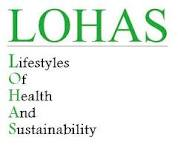 LOHAS
Lifestyles
Of
Health
And
Sustainability